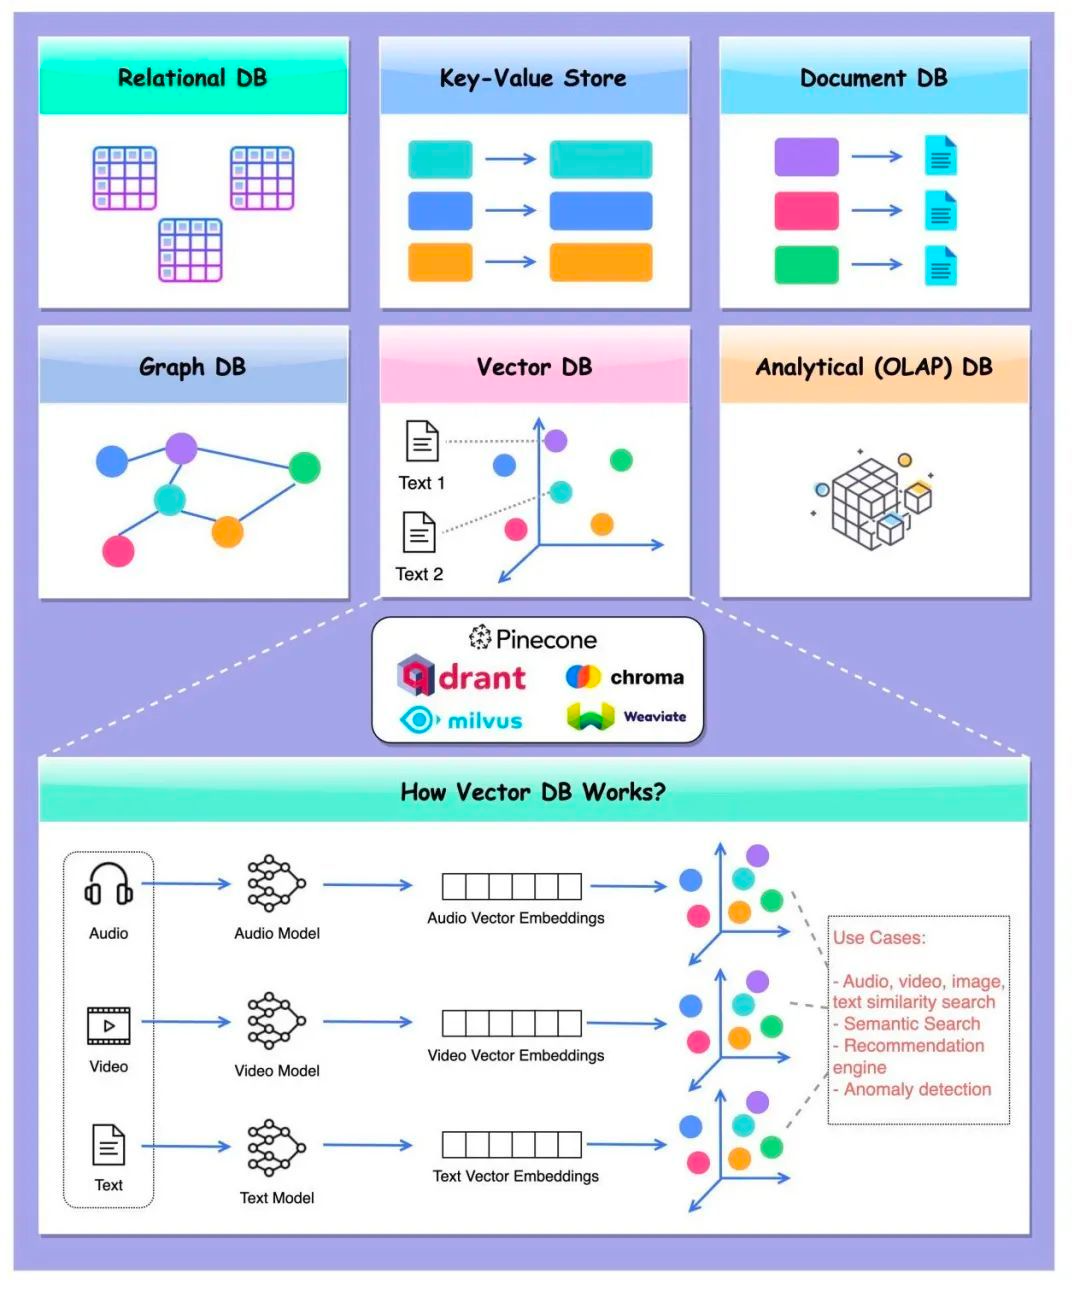 Relational DB
Key-Value Store
Document DB
Graph DB
Vector DB
Analytical (OLAP) DB
Text 1
Text 2
Pinecone
qdrant
chroma
milvus
Weaviate
How Vector DB Works?
Audio
Audio Model
Audio Vector Embeddings
Video
Video Model
Video Vector Embeddings
Text
Text Model
Text Vector Embeddings
Use Cases:
- Audio, video, image,
text similarity search
- Semantic Search
- Recommendation
engine
- Anomaly detection